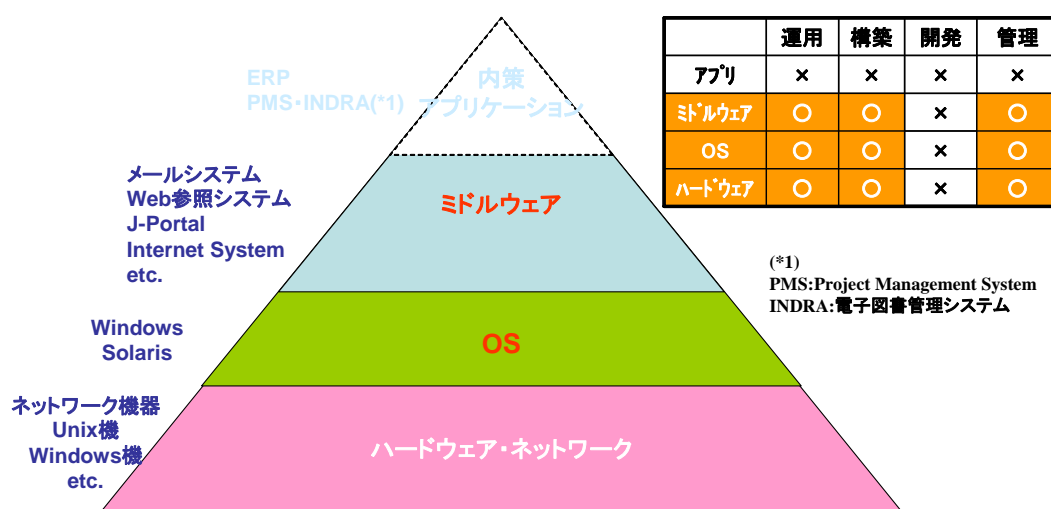 ERP
PMS・INDRA(*1)
内策
アプリケーション
メールシステム
Web参照システム
J-Portal
Internet System
etc.
ミドルウェア
Windows
Solaris
OS
ネットワーク機器
Unix機
Windows機
etc.
ハードウェア・ネットワーク
運用 構築 開発 管理
アプリ × × × ×
ミドルウェア ○ ○ × ○
OS ○ ○ × ○
ハードウェア ○ ○ × ○
(*1)
PMS:Project Management System
INDRA:電子図書管理システム